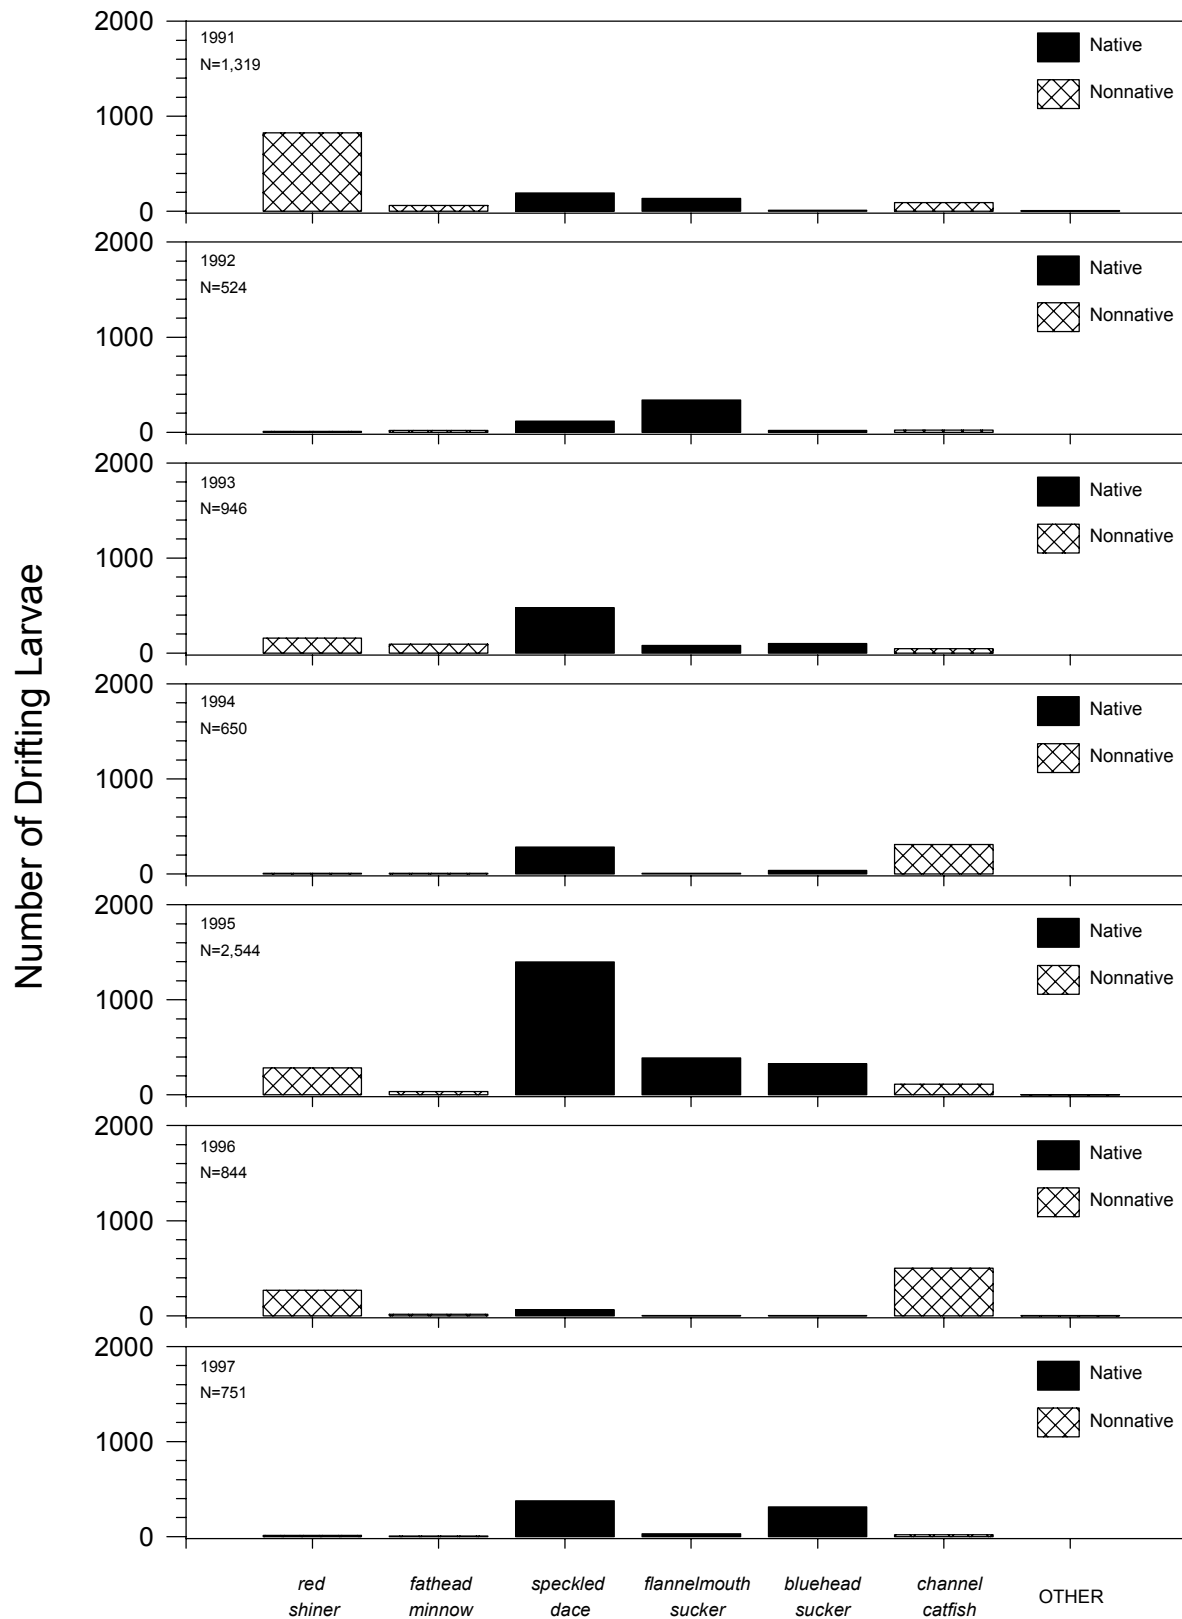 Number of Drifting Larvae
2000
1000
0
1991
N=1,319
Native
Nonnative
2000
1000
0
1992
N=524
Native
Nonnative
2000
1000
0
1993
N=946
Native
Nonnative
2000
1000
0
1994
N=650
Native
Nonnative
2000
1000
0
1995
N=2,544
Native
Nonnative
2000
1000
0
1996
N=844
Native
Nonnative
2000
1000
0
1997
N=751
Native
Nonnative
red
shiner
fathead
minnow
speckled
dace
flannelmouth
sucker
bluehead
sucker
channel
catfish
OTHER